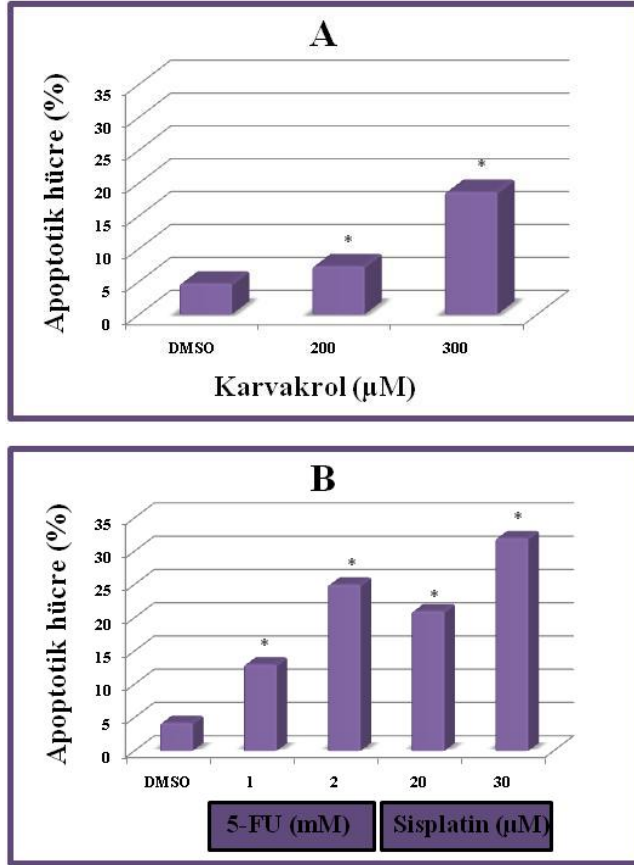 A
Apoptotik hücre (%)
35
30
25
20
15
10
5
0
*
*
DMSO 200 300
Karvakrol (µM)
B
Apoptotik hücre (%)
35
30
25
20
15
10
5
0
*
*
*
*
DMSO 1 2 20 30
5-FU (mM) Sisplatin (µM)